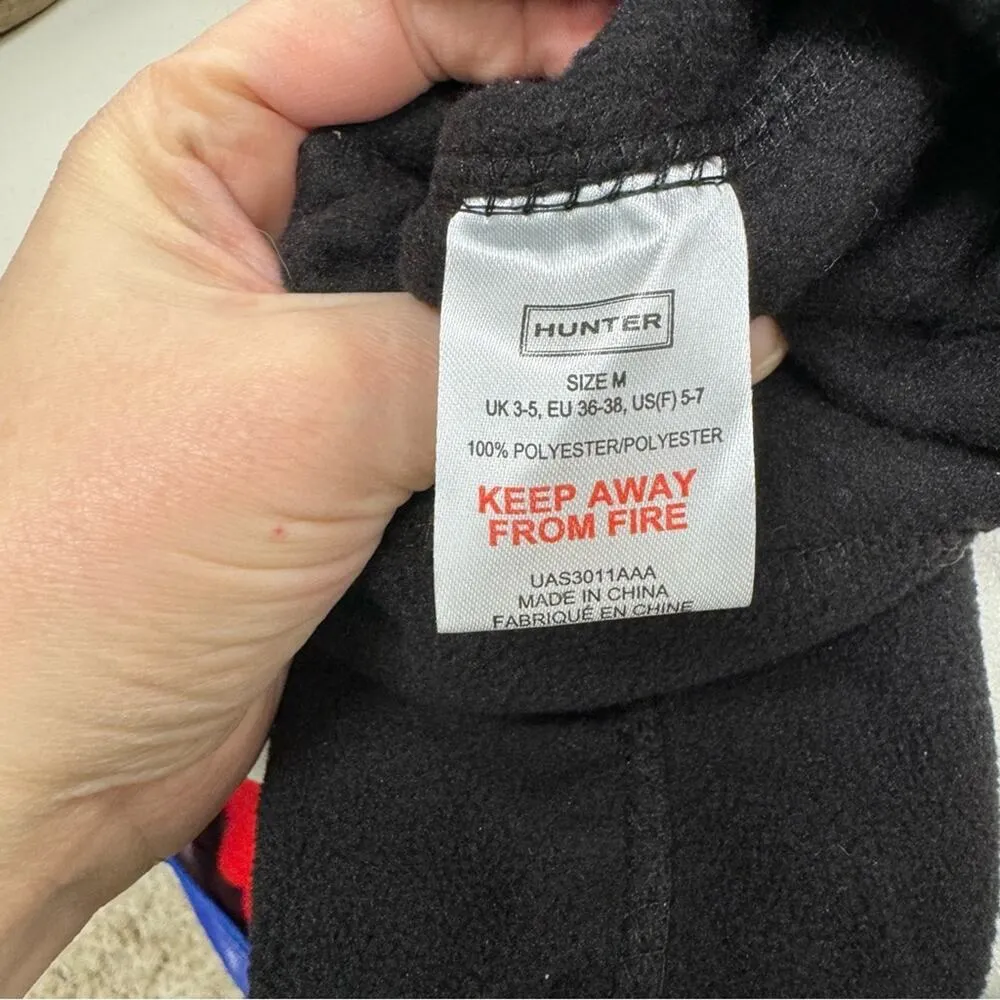 HUNTER
SIZE M
UK 3-5, EU 36-38, US(F) 5-7
100% POLYESTER/POLYESTER
KEEP AWAY
FROM FIRE
UAS3011AAA
MADE IN CHINA
FABRIQUÉ EN CHINE